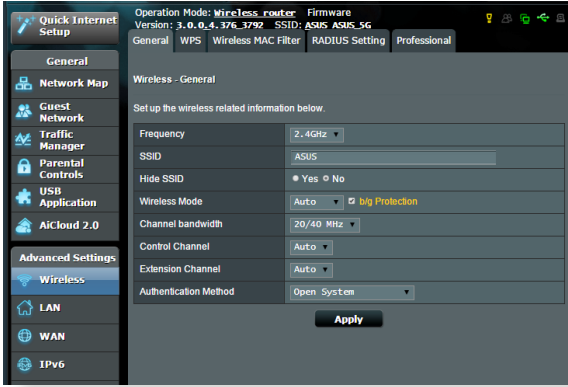 Quick Internet
Setup
General
Network Map
Guest
Network
Traffic
Manager
Parental
Controls
USB
Application
AiCloud 2.0
Advanced Settings
Wireless
LAN
WAN
IPv6
Operation Mode: Wireless router Firmware
Version: 3.0.0.4.376_3792 SSID: ASUS ASUS_5G
General WPS Wireless MAC Filter RADIUS Setting Professional
Wireless - General
Set up the wireless related information below.
Frequency 2.4GHz
SSID ASUS
Hide SSID Yes No
Wireless Mode Auto b/g Protection
Channel bandwidth 20/40 MHz
Control Channel Auto
Extension Channel Auto
Authentication Method Open System
Apply